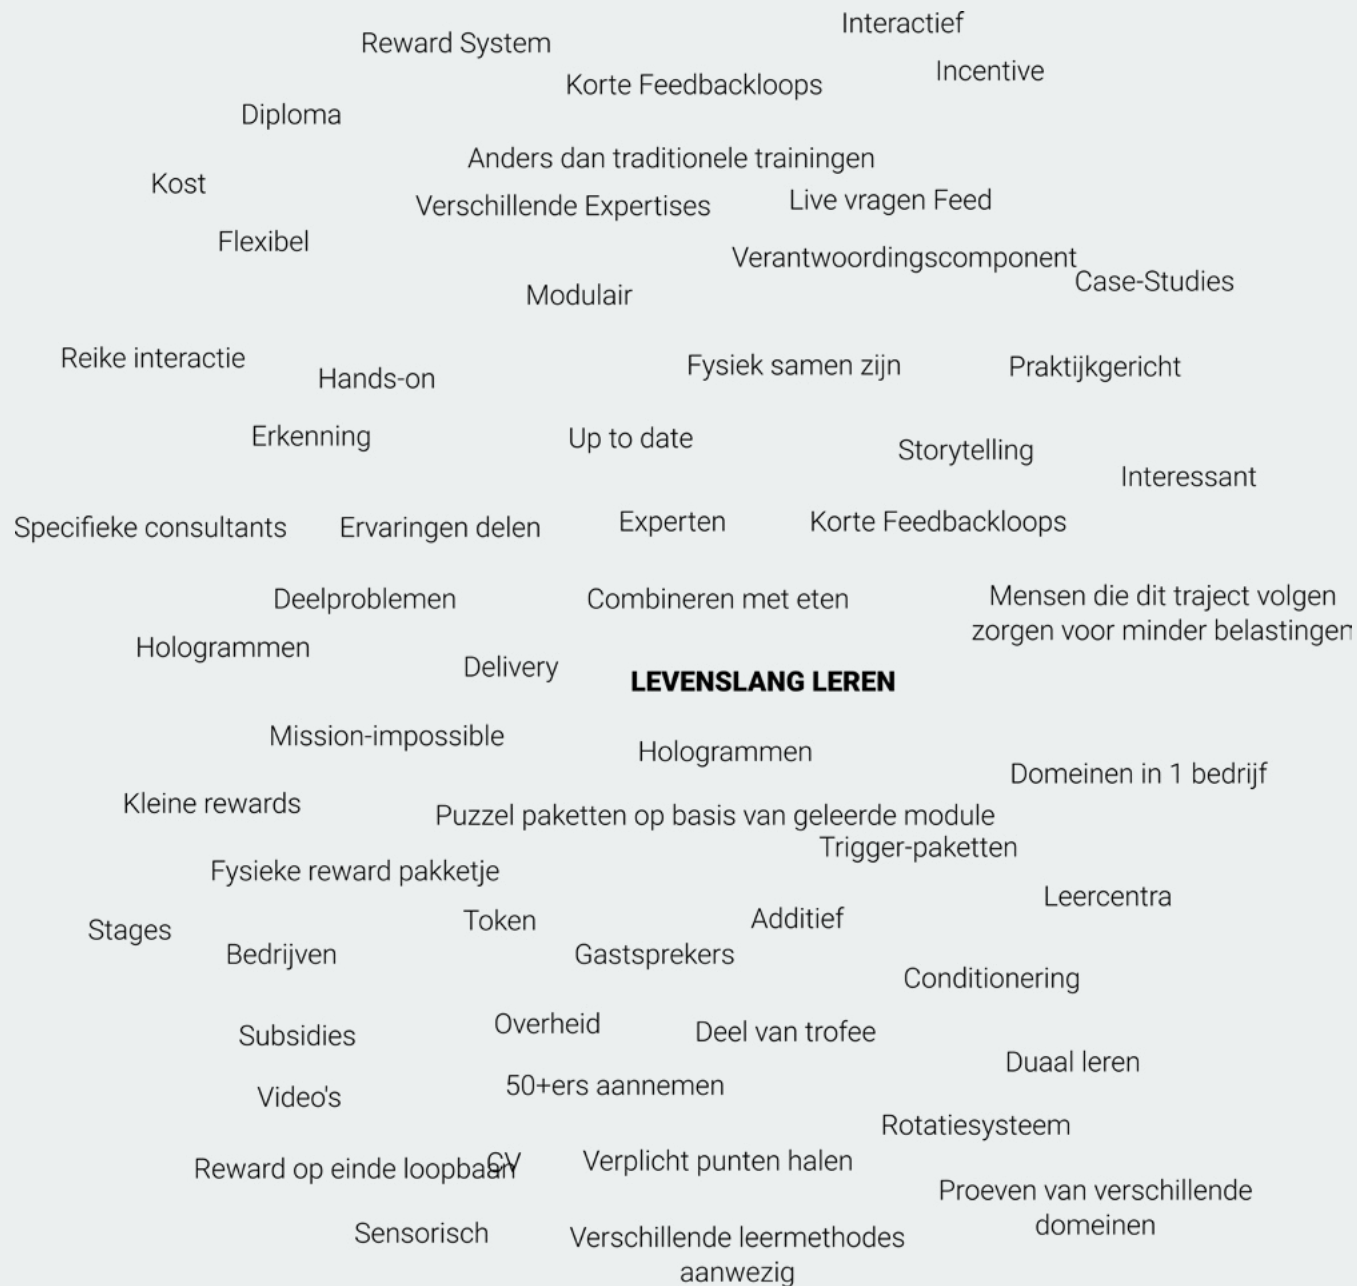 Interactief
Reward System
Incentive
Korte Feedbackloops
Diploma
Anders dan traditionele trainingen
Kost
Live vragen Feed
Verschillende Expertises
Flexibel
Verantwoordingscomponent
Case-Studies
Modulair
Reike interactie
Fysiek samen zijn
Praktijkgericht
Hands-on
Erkenning
Up to date
Storytelling
Interessant
Specifieke consultants
Ervaringen delen
Experten
Korte Feedbackloops
Deelproblemen
Combineren met eten
Mensen die dit traject volgen
zorgen voor minder belastingen
Hologrammen
Delivery
LEVENSLANG LEREN
Mission-impossible
Hologrammen
Domeinen in 1 bedrijf
Kleine rewards
Puzzel paketten op basis van geleerde module
Trigger-paketten
Fysieke reward pakketje
Leercentra
Stages
Token
Additief
Bedrijven
Gastsprekers
Conditionering
Overheid
Subsidies
Deel van trofee
Duaal leren
Video's
50+ers aannemen
Rotatiesysteem
Reward op einde loopbaan
CV
Verplicht punten halen
Proeven van verschillende
domeinen
Sensorisch
Verschillende leermethodes
aanwezig